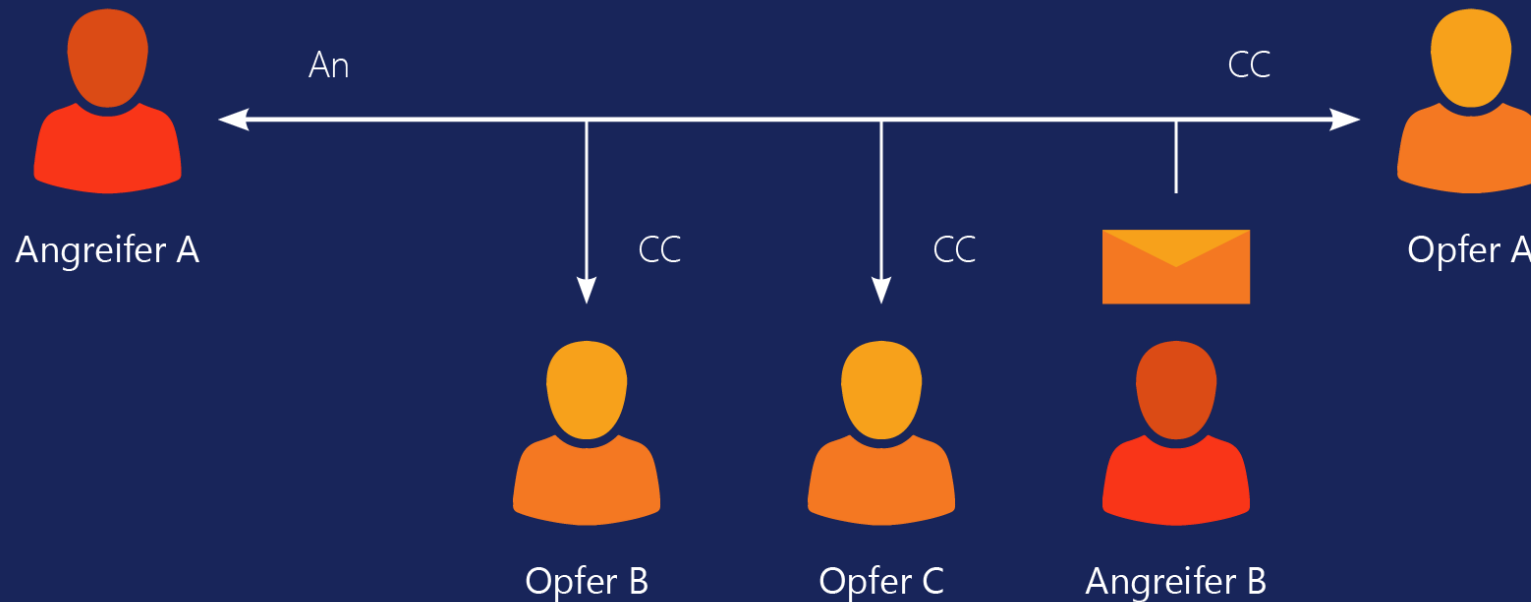 An
CC
Angreifer A
CC
CC
Opfer A
Opfer B
Opfer C
Angreifer B